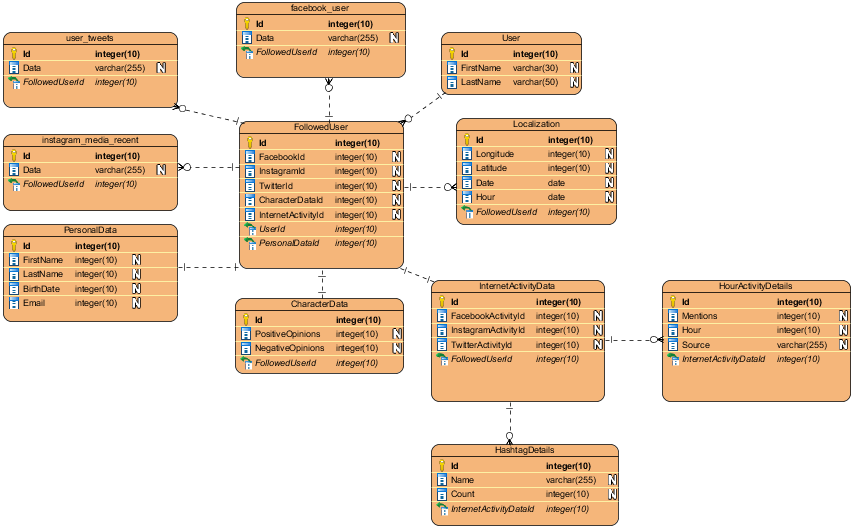 facebook_user
Id integer(10)
Data varchar(255) N
FollowedUserId integer(10)
user_tweets
Id integer(10)
Data varchar(255) N
FollowedUserId integer(10)
User
Id integer(10)
FirstName varchar(30) N
LastName varchar(50) N
instagram_media_recent
Id integer(10)
Data varchar(255) N
FollowedUserId integer(10)
FollowedUser
Id integer(10)
FacebookId integer(10) N
InstagramId integer(10) N
TwitterId integer(10) N
CharacterDataId integer(10) N
InternetActivityId integer(10) N
UserId integer(10)
PersonalDataId integer(10)
Localization
Id integer(10)
Longitude integer(10) N
Latitude integer(10) N
Date date N
Hour date N
FollowedUserId integer(10)
PersonalData
Id integer(10)
FirstName integer(10) N
LastName integer(10) N
BirthDate integer(10) N
Email integer(10) N
CharacterData
Id integer(10)
PositiveOpinions integer(10) N
NegativeOpinions integer(10) N
FollowedUserId integer(10)
InternetActivityData
Id integer(10)
FacebookActivityId integer(10) N
InstagramActivityId integer(10) N
TwitterActivityId integer(10) N
FollowedUserId integer(10)
HourActivityDetails
Id integer(10)
Mentions integer(10) N
Hour integer(10) N
Source varchar(255) N
InternetActivityDataId integer(10)
HashtagDetails
Id integer(10)
Name varchar(255) N
Count integer(10) N
InternetActivityDataId integer(10)